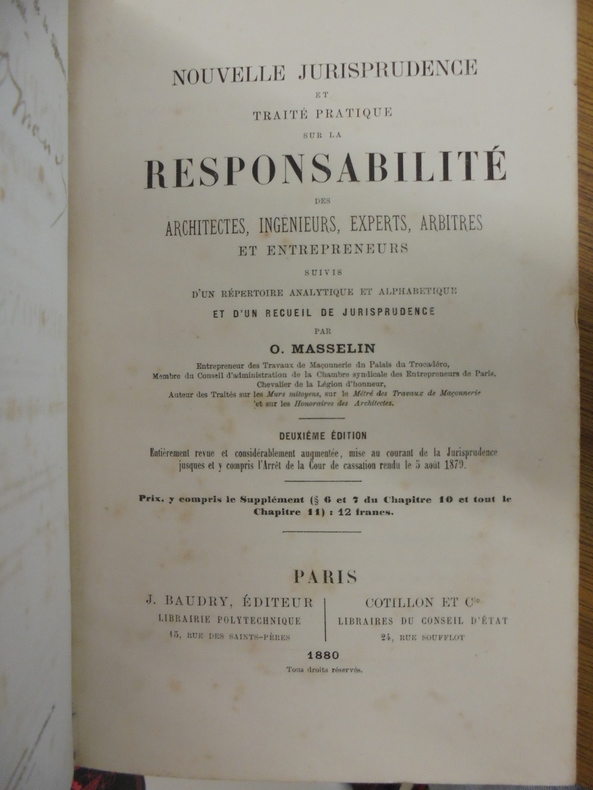 NOUVELLE JURISPRUDENCE
ET
TRAITÉ PRATIQUE
SUR LA
RESPONSABILITÉ
DES
ARCHITECTES, INGÉNIEURS, EXPERTS, ARBITRES
ET ENTREPRENEURS
SUIVIS
D'UN RÉPERTOIRE ANALYTIQUE ET ALPHABÉTIQUE
ET D'UN RECUEIL DE JURISPRUDENCE
PAR
O. MASSELIN
Entrepreneur des Travaux de Maçonnerie du Palais du Trocadéro,
Membre du Conseil d'administration de la Chambre syndicale des Entrepreneurs de Paris,
Chevalier de la Légion d'honneur,
Auteur des Traités sur les Murs mitoyens, sur le Métré des Travaux de Maçonnerie
et sur les Honoraires des Architectes.
DEUXIÈME ÉDITION
Entièrement revue et considérablement augmentée, mise au courant de la Jurisprudence
jusques et y compris l'Arrêt de la Cour de cassation rendu le 5 août 1879.
Prix, y compris le Supplément (§ 6 et 7 du Chapitre 10 et tout le
Chapitre 11) : 12 francs.
PARIS
J. BAUDRY, ÉDITEUR
LIBRAIRIE POLYTECHNIQUE
15, RUE DES SAINTS-PÈRES
COTILLON ET Cie
LIBRAIRES DU CONSEIL D'ÉTAT
24, RUE SOUFFLOT
1880
Tous droits réservés.